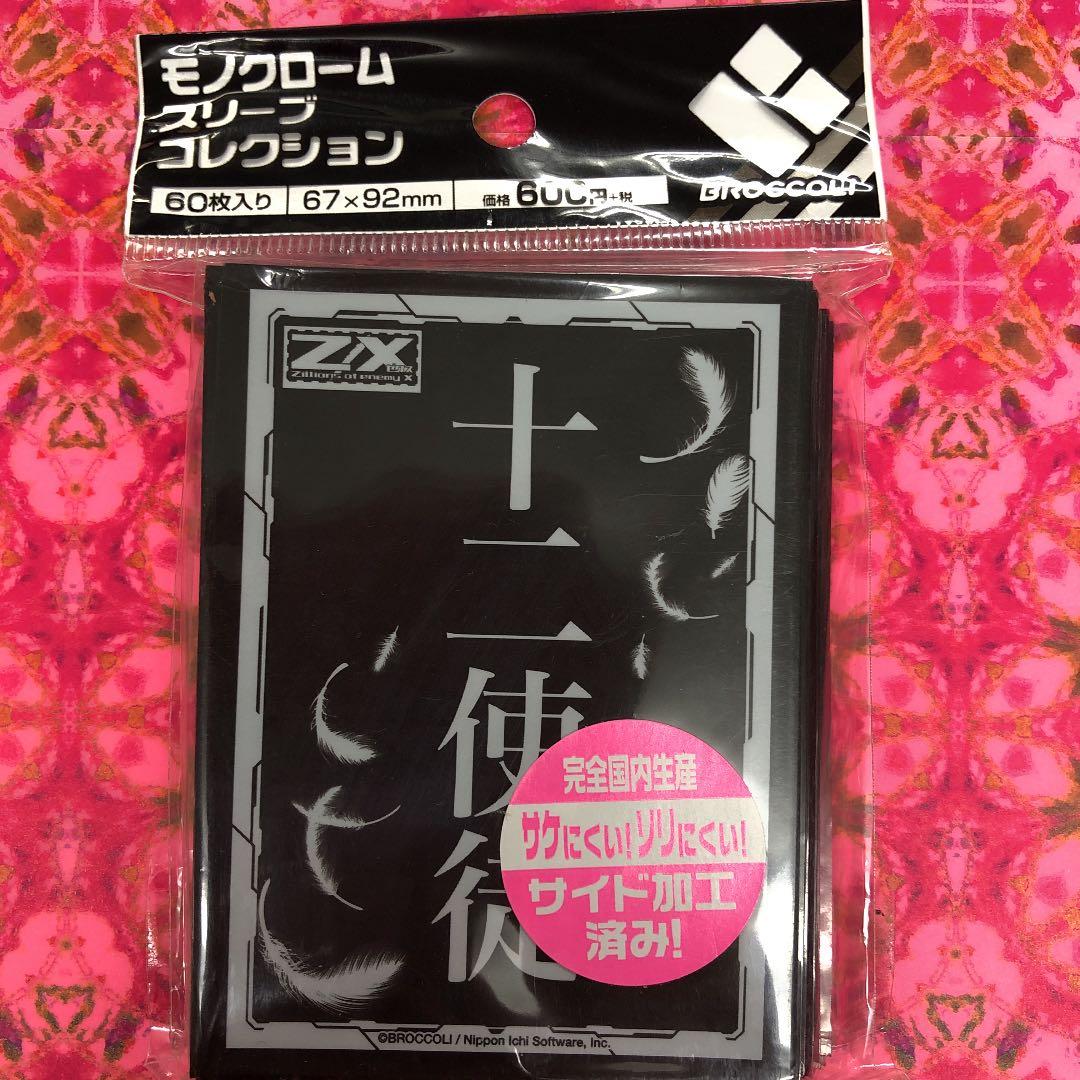 モノクローム
スリーブ
コレクション
60枚入り
67×92mm
価格 600円+税
BROCCOLI
Z/X
Zillions of enemy X
十二使徒
完全国内生産
サケにくい!ソリにくい!
サイド加工
済み!
©BROCCOLI / Nippon Ichi Software, Inc.